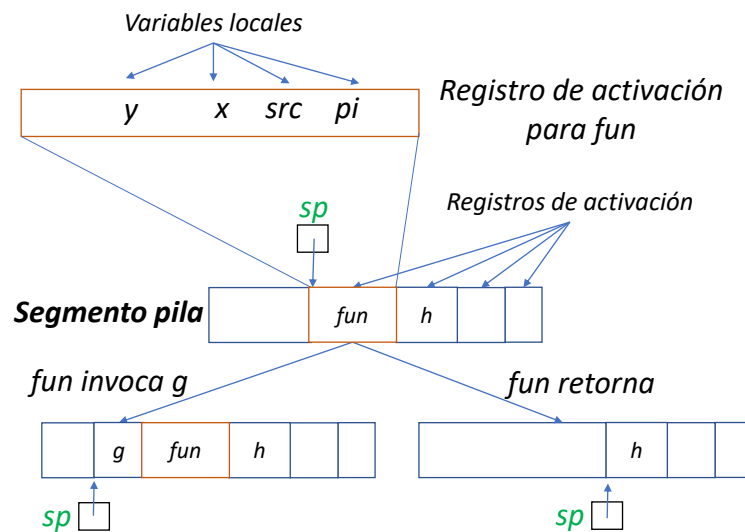 Variables locales
y x src pi
Registro de activación
para fun
sp
Registros de activación
Segmento pila
fun h
fun invoca g
fun retorna
g fun h
h
sp
sp